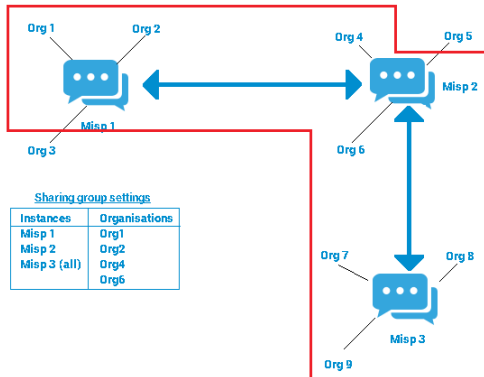 Org 1
Org 2
Misp 1
Org 3
Org 4
Org 5
Misp 2
Org 6
Sharing group settings
Instances Organisations
Misp 1 Org1
Misp 2 Org2
Misp 3 (all) Org4
Org6
Org 7
Org 8
Misp 3
Org 9